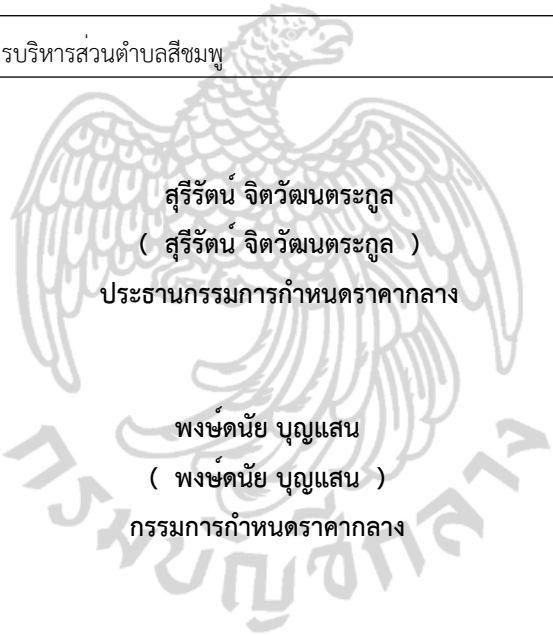 รบริหารส่วนตำบลสีชมพู
สุรีรัตน์ จิตวัฒนตระกูล
( สุรีรัตน์ จิตวัฒนตระกูล )
ประธานกรรมการกำหนดราคากลาง
พงษ์ดนัย บุญแสน
( พงษ์ดนัย บุญแสน )
กรรมการกำหนดราคากลาง
กรมบัญชีกลาง